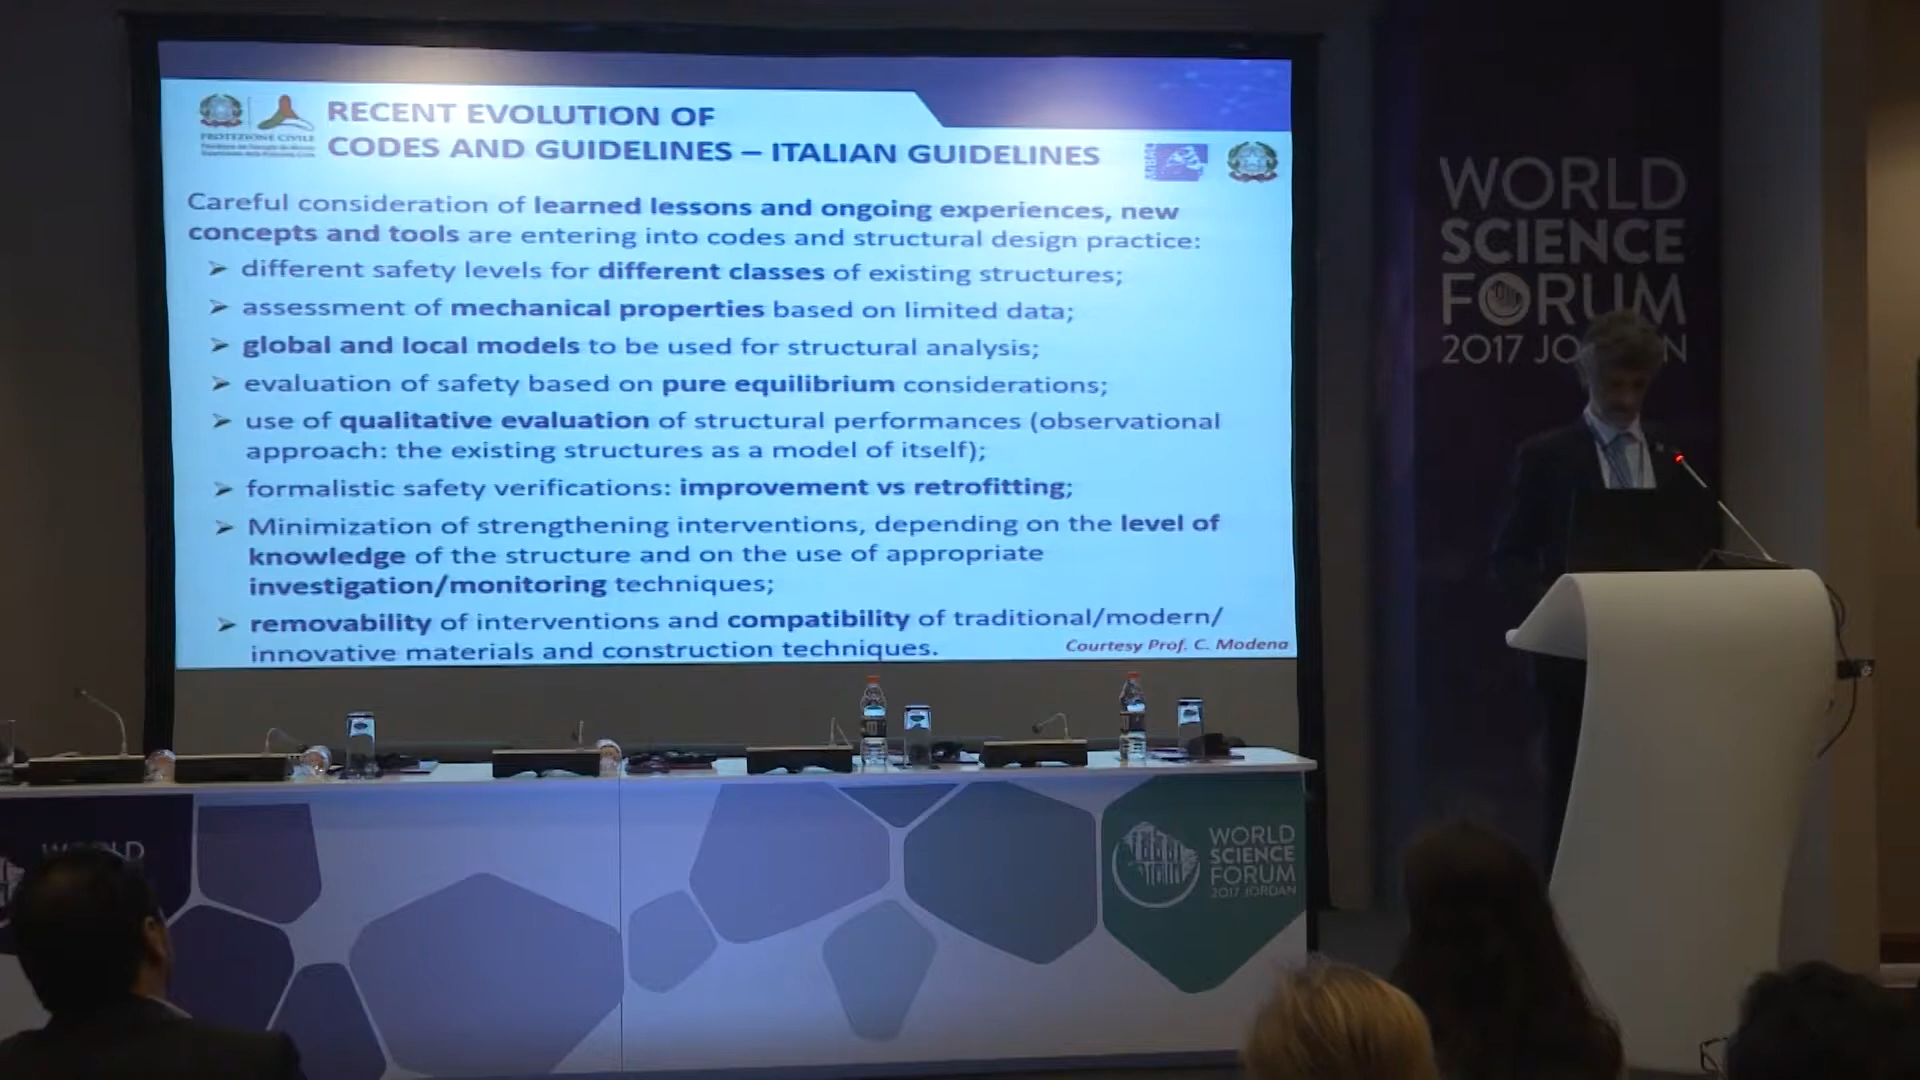 RECENT EVOLUTION OF
CODES AND GUIDELINES – ITALIAN GUIDELINES
PROTEZIONE CIVILE
Careful consideration of learned lessons and ongoing experiences, new
concepts and tools are entering into codes and structural design practice:
➢ different safety levels for different classes of existing structures;
➢ assessment of mechanical properties based on limited data;
➢ global and local models to be used for structural analysis;
➢ evaluation of safety based on pure equilibrium considerations;
➢ use of qualitative evaluation of structural performances (observational
approach: the existing structures as a model of itself);
➢ formalistic safety verifications: improvement vs retrofitting;
➢ Minimization of strengthening interventions, depending on the level of
knowledge of the structure and on the use of appropriate
investigation/monitoring techniques;
➢ removability of interventions and compatibility of traditional/modern/
innovative materials and construction techniques.
Courtesy Prof. C. Modena
WORLD
SCIENCE
FORUM
2017 JO N
WORLD
SCIENCE
FORUM
2017 JORDAN
WORLD